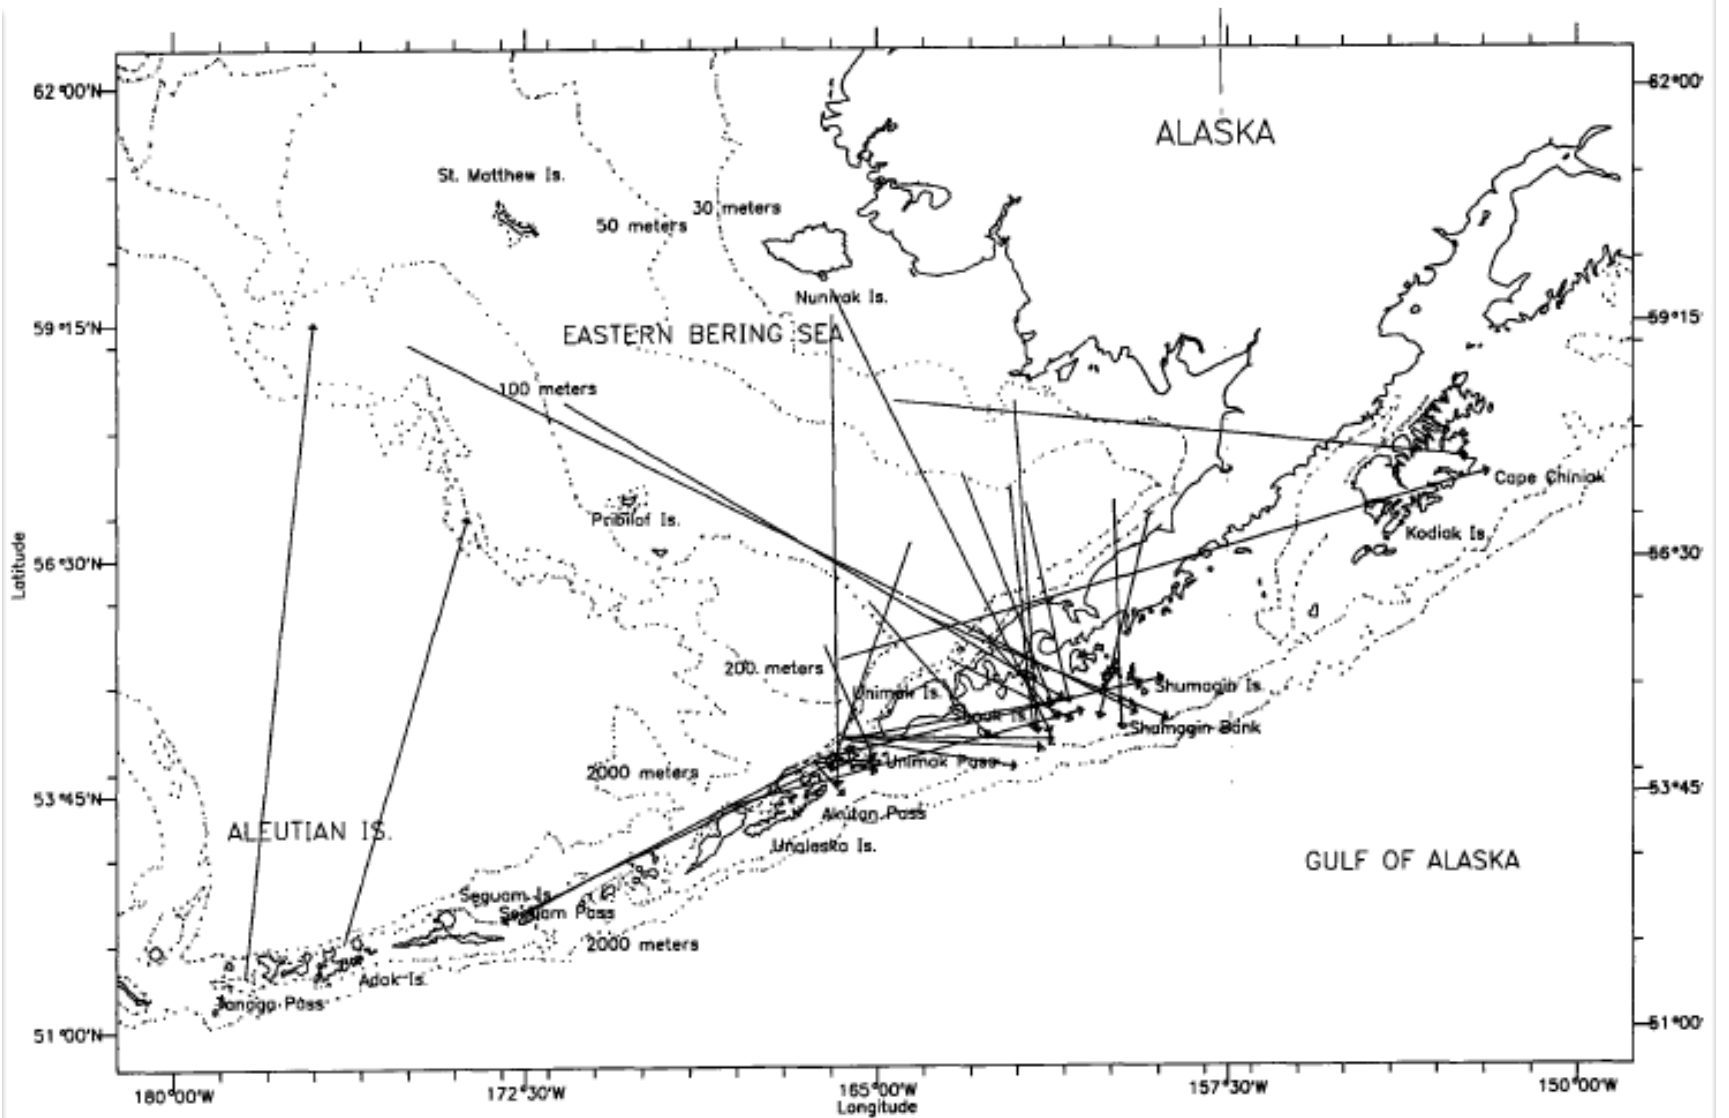 62°00'N
62°00'
ALASKA
St. Matthew Is.
30 meters
50 meters
Nunivak Is.
59°15'N
59°15'
EASTERN BERING SEA
100 meters
Cape Chiniak
Pribilof Is.
Kodiak Is.
56°30'N
56°30'
Latitude
200 meters
Unimak Is.
Shumagin Is.
Shumagin Bank
Unimak Pass
2000 meters
53°45'N
53°45'
Akutan Pass
ALEUTIAN IS.
Unalaska Is.
GULF OF ALASKA
Seguam Is.
Seguam Pass
2000 meters
Adak Is.
Tanaga Pass
51°00'N
51°00'
180°00'W
172°30'W
165°00'W
157°30'W
150°00'W
Longitude